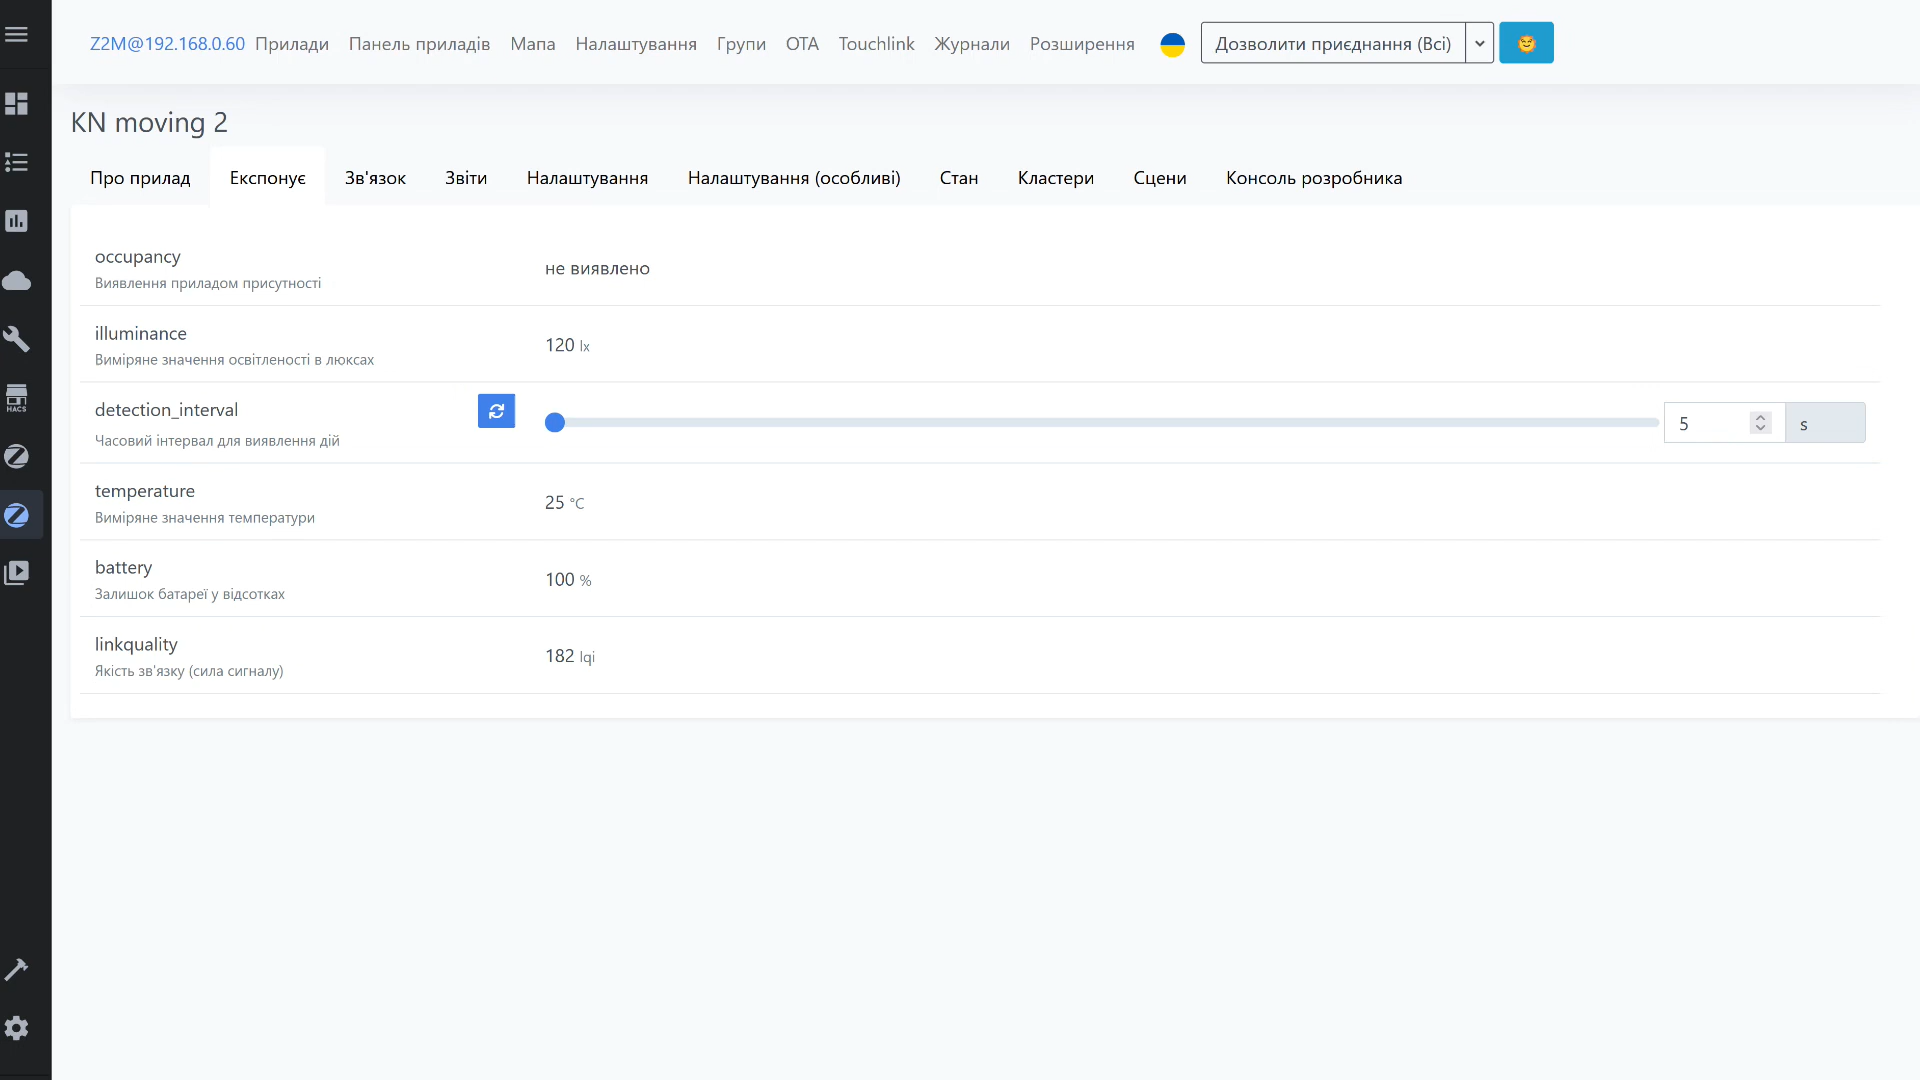 Z2M@192.168.0.60 Прилади Панель приладів Мапа Налаштування Групи OTA Touchlink Журнали Розширення Дозволити приєднання (Всі)
KN moving 2
Про прилад Експонує Зв'язок Звіти Налаштування Налаштування (особливі) Стан Кластери Сцени Консоль розробника
occupancy
Виявлення приладом присутності
не виявлено
illuminance
Виміряне значення освітленості в люксах
120 lx
detection_interval
Часовий інтервал для виявлення дій
5 s
temperature
Виміряне значення температури
25 °C
battery
Залишок батареї у відсотках
100 %
linkquality
Якість зв'язку (сила сигналу)
182 lqi
HACS